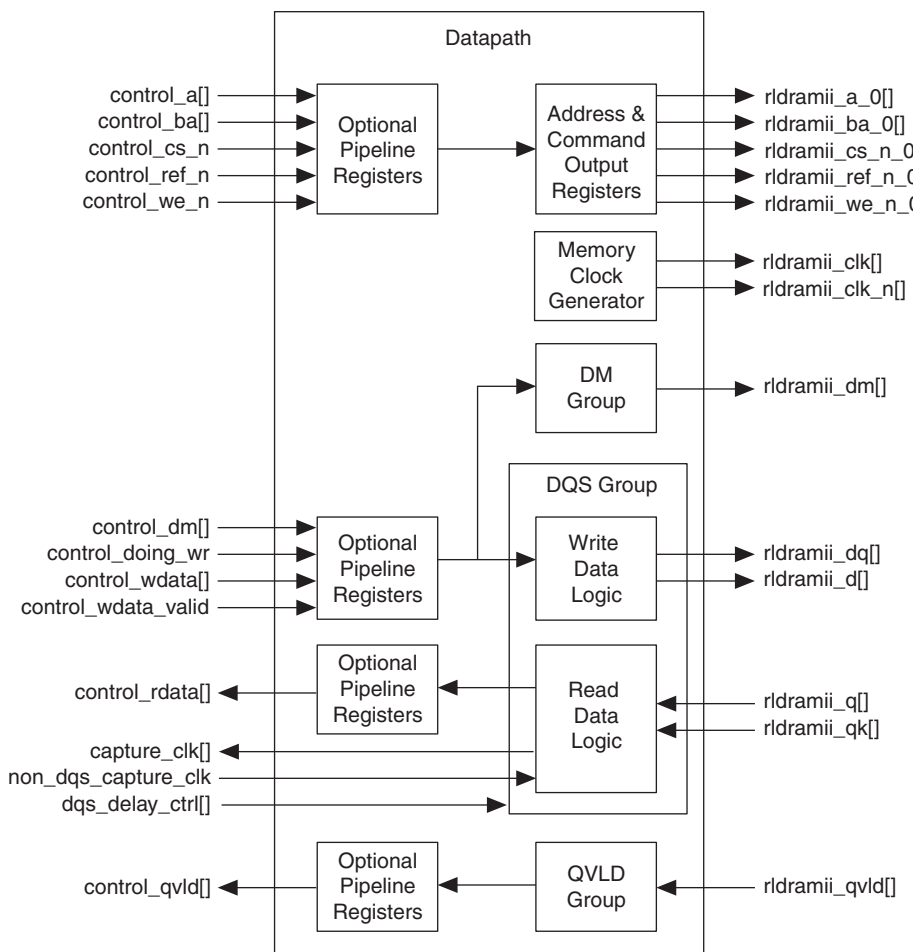 Datapath
control_a[]
control_ba[]
control_cs_n
control_ref_n
control_we_n
Optional
Pipeline
Registers
Address &
Command
Output
Registers
rldramii_a_0[]
rldramii_ba_0[]
rldramii_cs_n_0
rldramii_ref_n_0
rldramii_we_n_0
Memory
Clock
Generator
rldramii_clk[]
rldramii_clk_n[]
DM
Group
rldramii_dm[]
DQS Group
control_dm[]
control_doing_wr
control_wdata[]
control_wdata_valid
Optional
Pipeline
Registers
Write
Data
Logic
rldramii_dq[]
rldramii_d[]
control_rdata[]
Optional
Pipeline
Registers
Read
Data
Logic
rldramii_q[]
rldramii_qk[]
capture_clk[]
non_dqs_capture_clk
dqs_delay_ctrl[]
control_qvld[]
Optional
Pipeline
Registers
QVLD
Group
rldramii_qvld[]